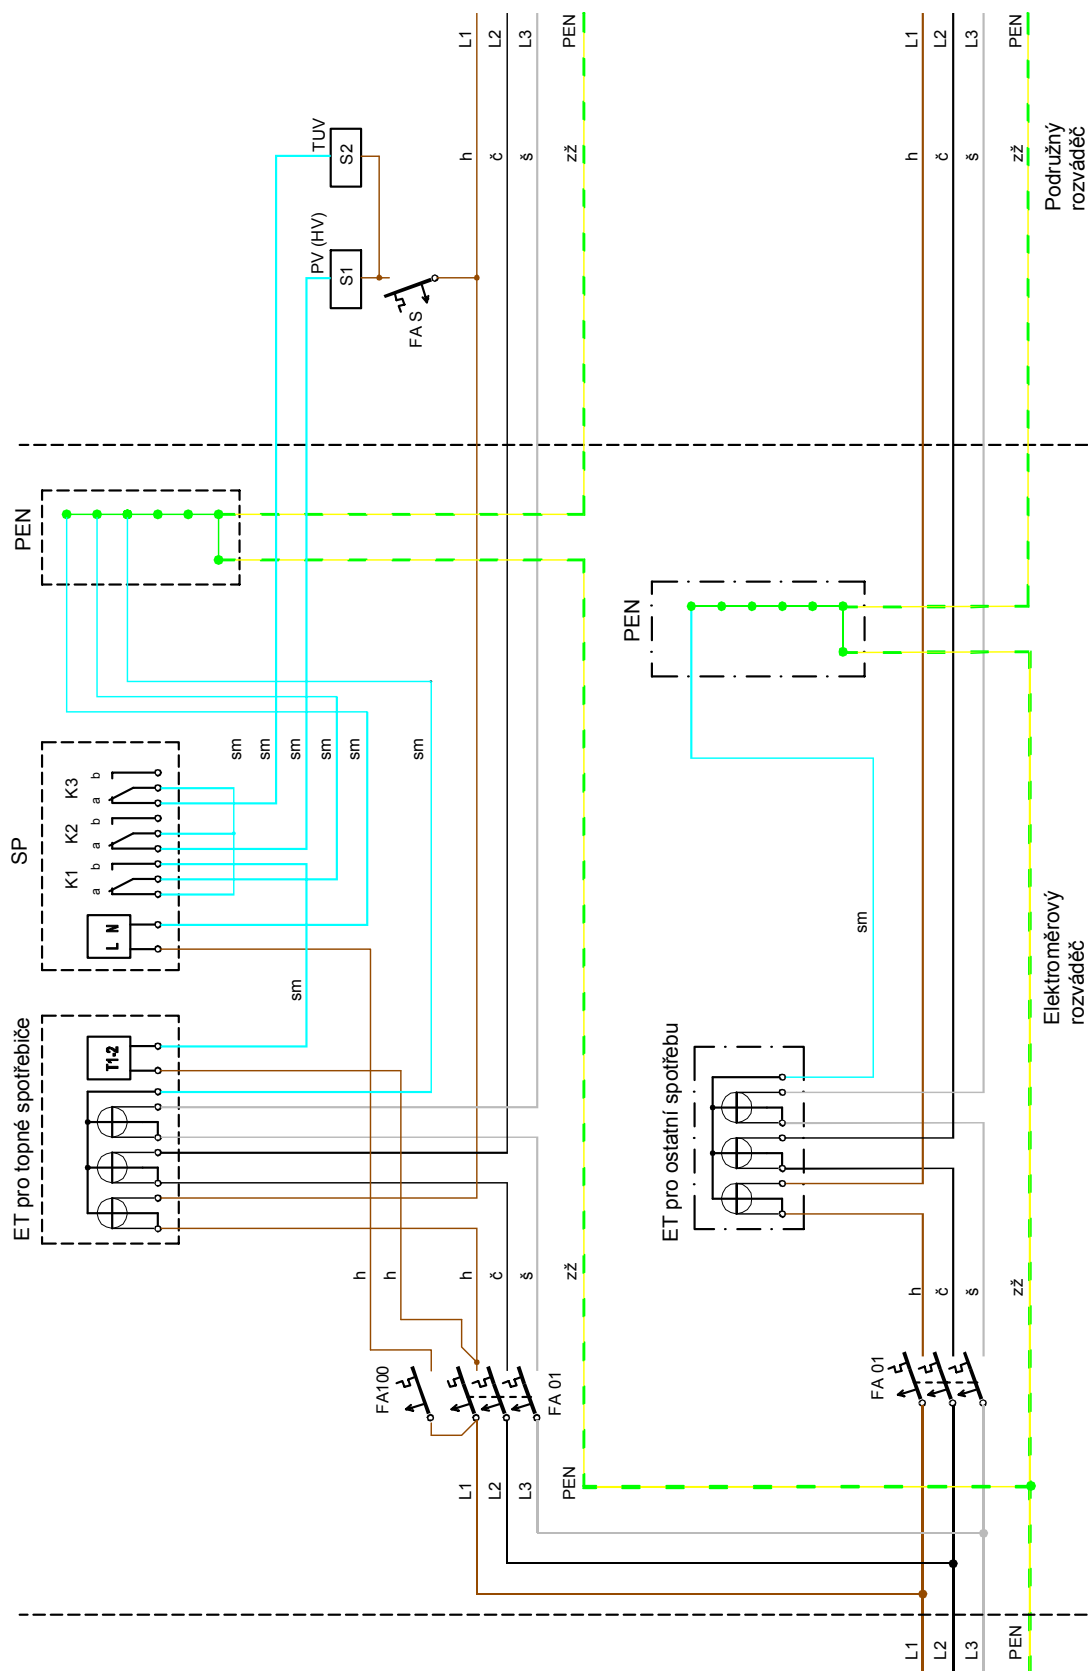 L1
L2
L3
PEN
L1
L2
L3
PEN
TUV
S2
h
č
š
zž
h
č
š
zž
Podružný
rozváděč
PV (HV)
S1
FA S
PEN
PEN
SP
K1
K2
K3
a
b
a
b
a
b
L N
sm
sm
sm
sm
sm
sm
sm
sm
Elektroměrový
rozváděč
ET pro topné spotřebiče
T1-2
ET pro ostatní spotřebu
h
h
h
č
š
zž
h
č
š
zž
FA100
FA 01
FA 01
L1
L2
L3
PEN
L1
L2
L3
PEN